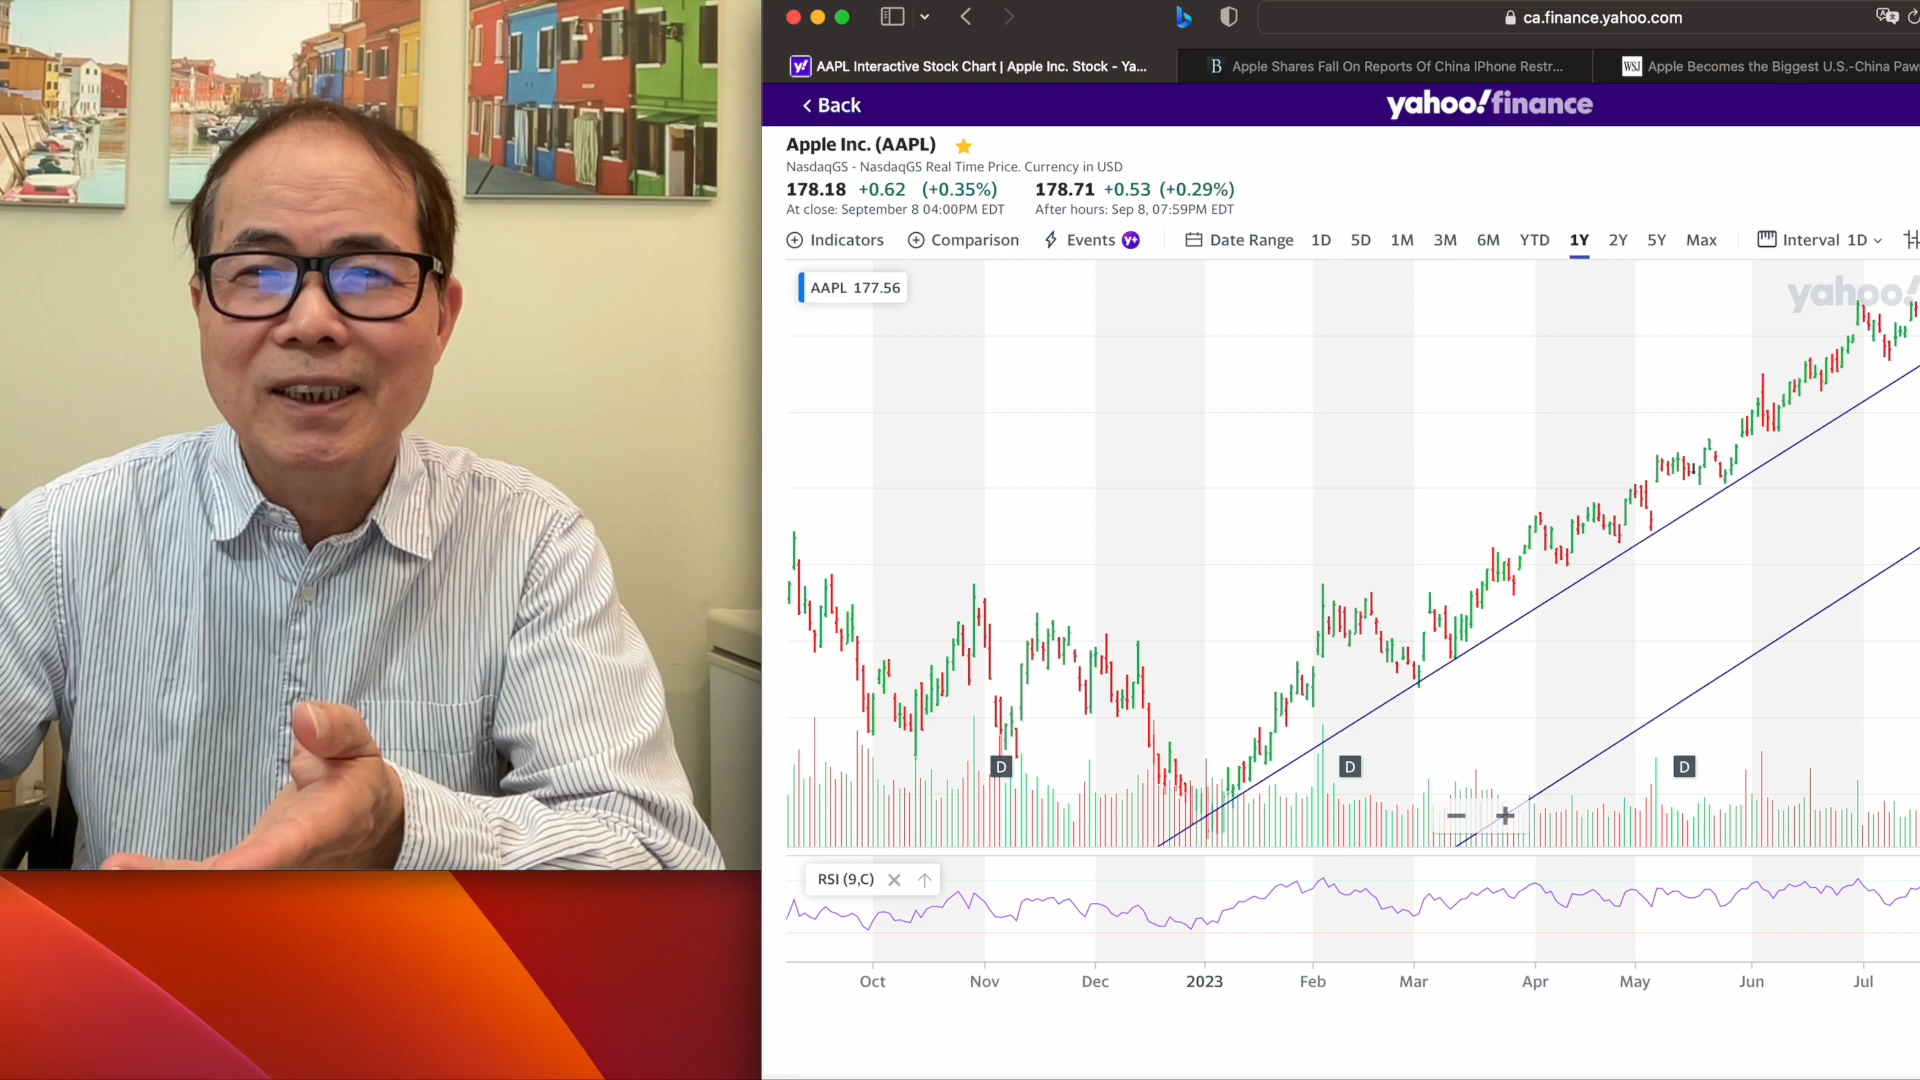 ca.finance.yahoo.com
y! AAPL Interactive Stock Chart | Apple Inc. Stock - Ya...
B Apple Shares Fall On Reports Of China IPhone Restr...
WSJ Apple Becomes the Biggest U.S.-China Paw
Back
yahoo!finance
Apple Inc. (AAPL)
NasdaqGS - NasdaqGS Real Time Price. Currency in USD
178.18 +0.62 (+0.35%) 178.71 +0.53 (+0.29%)
At close: September 8 04:00PM EDT After hours: Sep 8, 07:59PM EDT
Indicators Comparison Events y+ Date Range 1D 5D 1M 3M 6M YTD 1Y 2Y 5Y Max Interval 1D
AAPL 177.56
yahoo!
D D D
RSI (9,C)
Oct Nov Dec 2023 Feb Mar Apr May Jun Jul